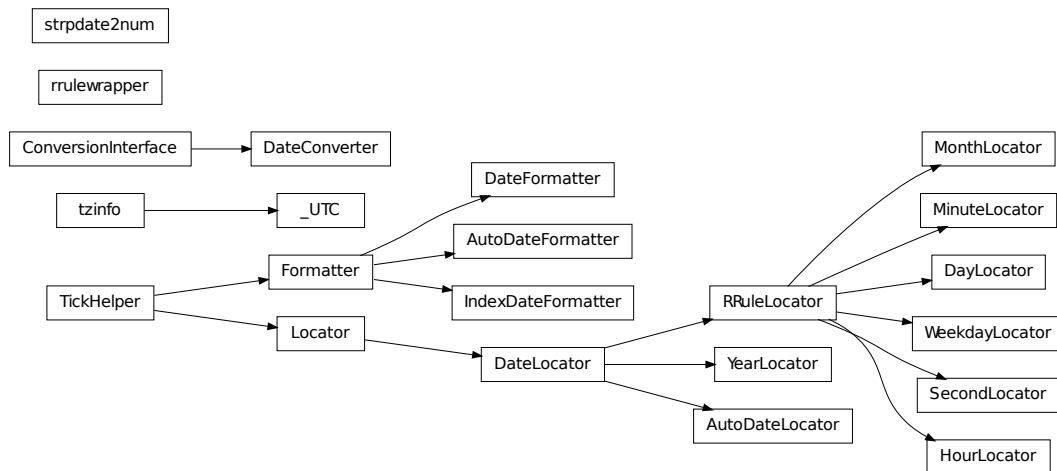 strpdate2num
rrulewrapper
ConversionInterface
DateConverter
MonthLocator
DateFormatter
tzinfo
_UTC
MinuteLocator
AutoDateFormatter
Formatter
DayLocator
TickHelper
IndexDateFormatter
RRuleLocator
Locator
WeekdayLocator
DateLocator
YearLocator
SecondLocator
AutoDateLocator
HourLocator